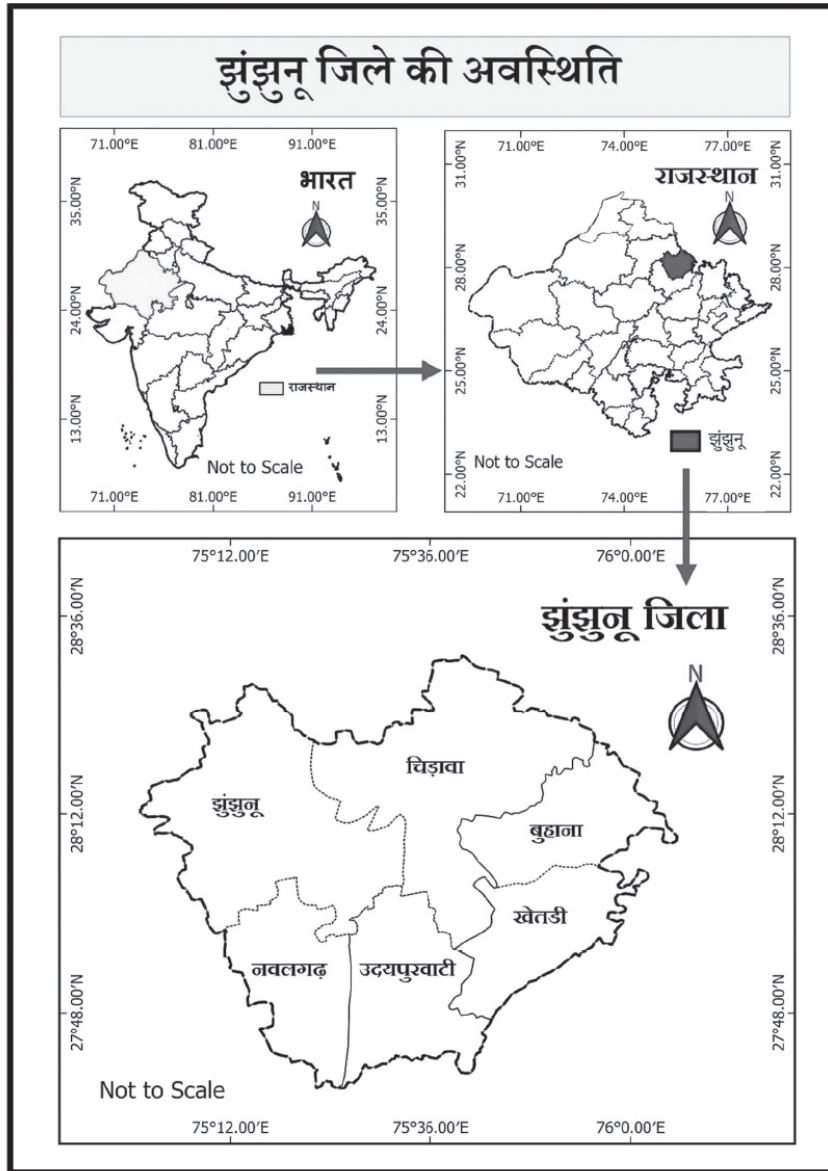 झुंझुनू जिले की अवस्थिति
71.00°E 81.00°E 91.00°E
भारत
N
35.00°N 35.00°N
24.00°N 24.00°N
13.00°N 13.00°N
राजस्थान
Not to Scale
71.00°E 81.00°E 91.00°E
71.00°E 74.00°E 77.00°E
राजस्थान
N
31.00°N 31.00°N
28.00°N 28.00°N
25.00°N 25.00°N
22.00°N 22.00°N
झुंझुनू
Not to Scale
71.00°E 74.00°E 77.00°E
75°12.00'E 75°36.00'E 76°0.00'E
झुंझुनू जिला
N
28°36.00'N 28°36.00'N
चिड़ावा
झुंझुनू
28°12.00'N 28°12.00'N
बुहाना
खेतडी
नवलगढ़ उदयपुरवाटी
27°48.00'N 27°48.00'N
Not to Scale
75°12.00'E 75°36.00'E 76°0.00'E